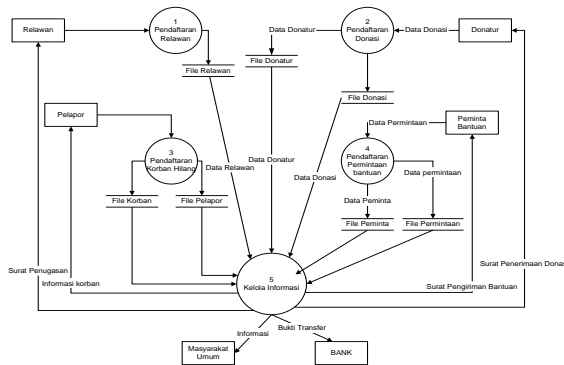 Relawan
1
Pendaftaran
Relawan
Data Donatur
2
Pendaftaran
Donasi
Data Donasi
Donatur
File Relawan
File Donatur
File Donasi
Pelapor
Peminta
Bantuan
Data Permintaan
3
Pendaftaran
Korban Hilang
Data Relawan
Data Donatur
Data Donasi
4
Pendaftaran
Permintaan
bantuan
Data permintaan
Data Peminta
File Korban
File Pelapor
File Peminta
File Permintaan
Surat Penugasan
Informasi korban
5
Kelola Informasi
Surat Penerimaan Donas
Surat Pengiriman Bantuan
Informasi
Bukti Transfer
Masyarakat
Umum
BANK